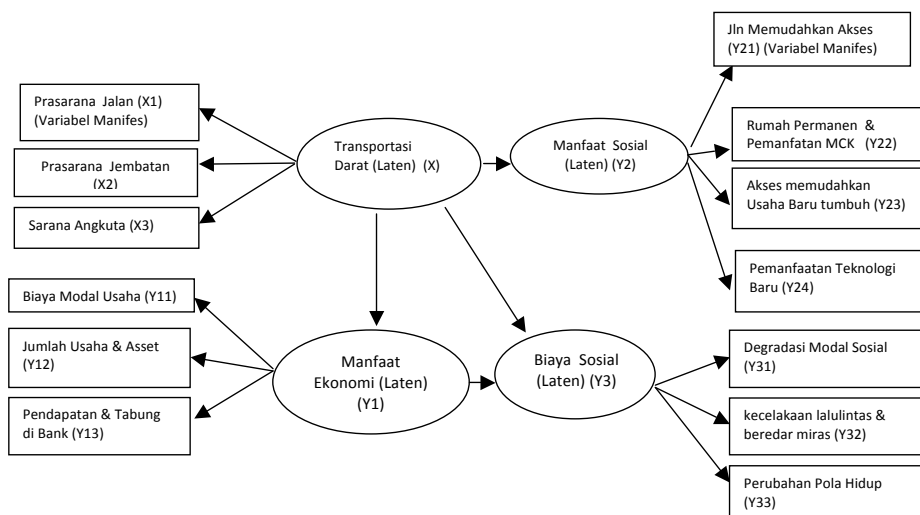 Jln Memudahkan Akses
(Y21) (Variabel Manifes)
Prasarana Jalan (X1)
(Variabel Manifes)
Prasarana Jembatan
(X2)
Sarana Angkuta (X3)
Transportasi
Darat (Laten) (X)
Manfaat Sosial
(Laten) (Y2)
Rumah Permanen &
Pemanfatan MCK (Y22)
Akses memudahkan
Usaha Baru tumbuh (Y23)
Pemanfaatan Teknologi
Baru (Y24)
Biaya Modal Usaha (Y11)
Jumlah Usaha & Asset
(Y12)
Pendapatan & Tabung
di Bank (Y13)
Manfaat
Ekonomi (Laten)
(Y1)
Biaya Sosial
(Laten) (Y3)
Degradasi Modal Sosial
(Y31)
kecelakaan lalulintas &
beredar miras (Y32)
Perubahan Pola Hidup
(Y33)